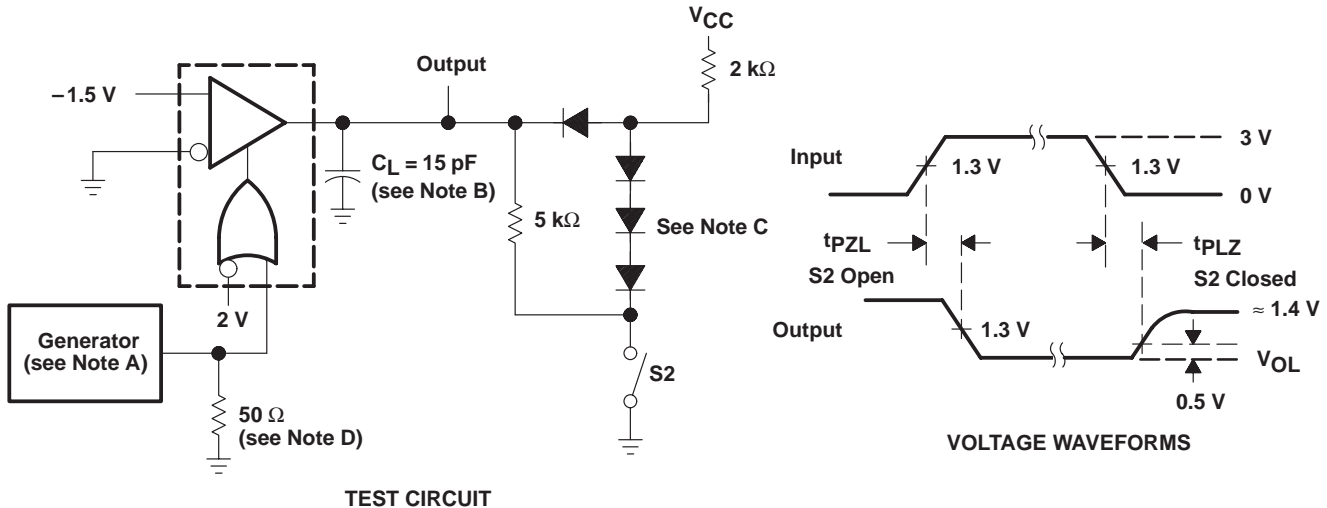 VCC
2 kΩ
Output
–1.5 V
CL = 15 pF
(see Note B)
5 kΩ
See Note C
2 V
Generator
(see Note A)
50 Ω
(see Note D)
S2
TEST CIRCUIT
3 V
Input
1.3 V
1.3 V
0 V
tPZL
tPLZ
S2 Open
S2 Closed
≈ 1.4 V
Output
1.3 V
VOL
0.5 V
VOLTAGE WAVEFORMS